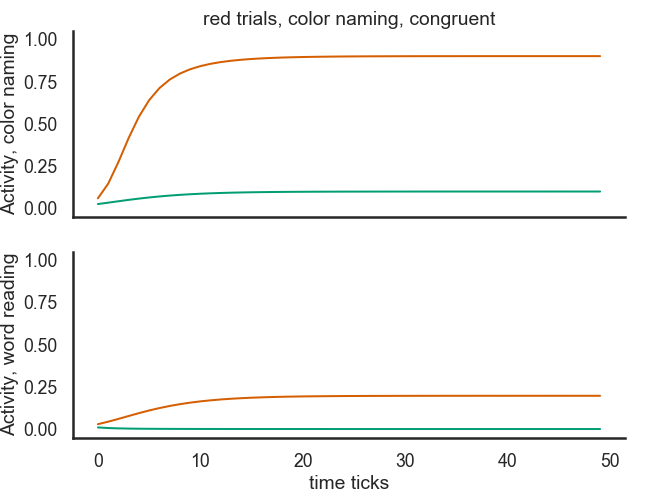 red trials, color naming, congruent
Activity, color naming
1.00
0.75
0.50
0.25
0.00
Activity, word reading
1.00
0.75
0.50
0.25
0.00
0 10 20 30 40 50
time ticks